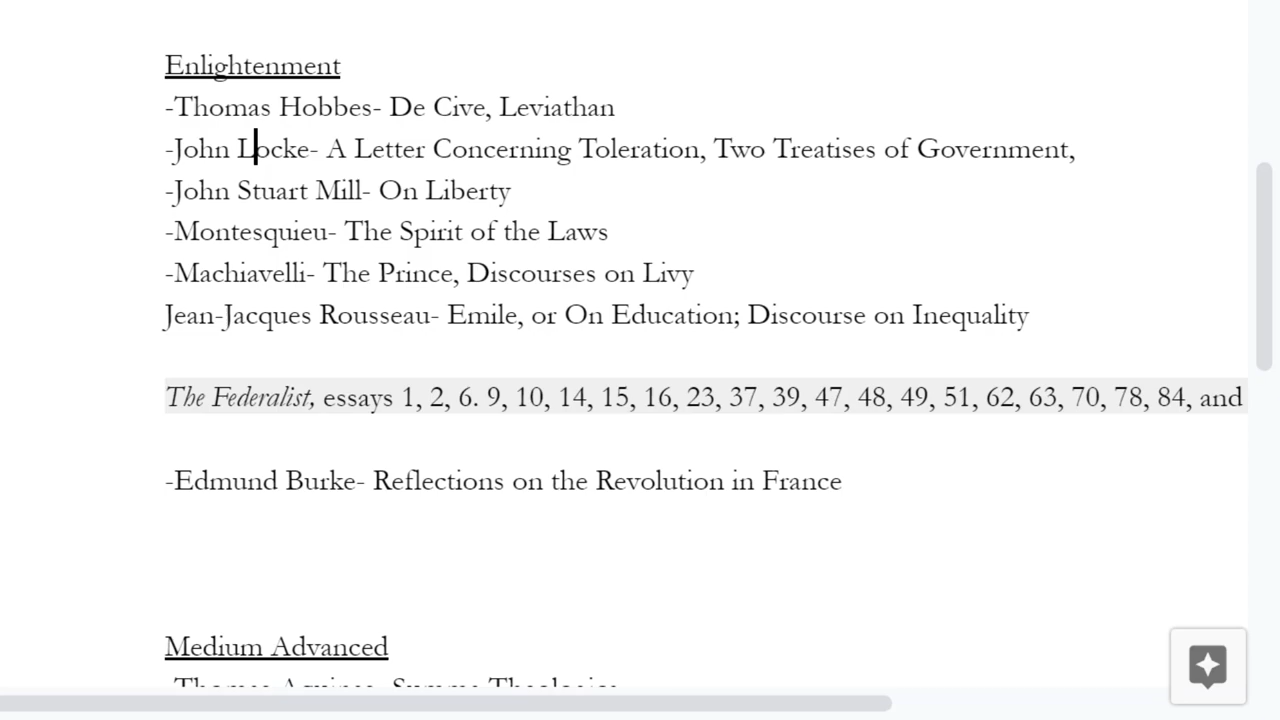 Enlightenment
-Thomas Hobbes- De Cive, Leviathan
-John Locke- A Letter Concerning Toleration, Two Treatises of Government,
-John Stuart Mill- On Liberty
-Montesquieu- The Spirit of the Laws
-Machiavelli- The Prince, Discourses on Livy
Jean-Jacques Rousseau- Emile, or On Education; Discourse on Inequality
The Federalist, essays 1, 2, 6. 9, 10, 14, 15, 16, 23, 37, 39, 47, 48, 49, 51, 62, 63, 70, 78, 84, and
-Edmund Burke- Reflections on the Revolution in France
Medium Advanced
-Thomas Aquinas- Summa Theologica